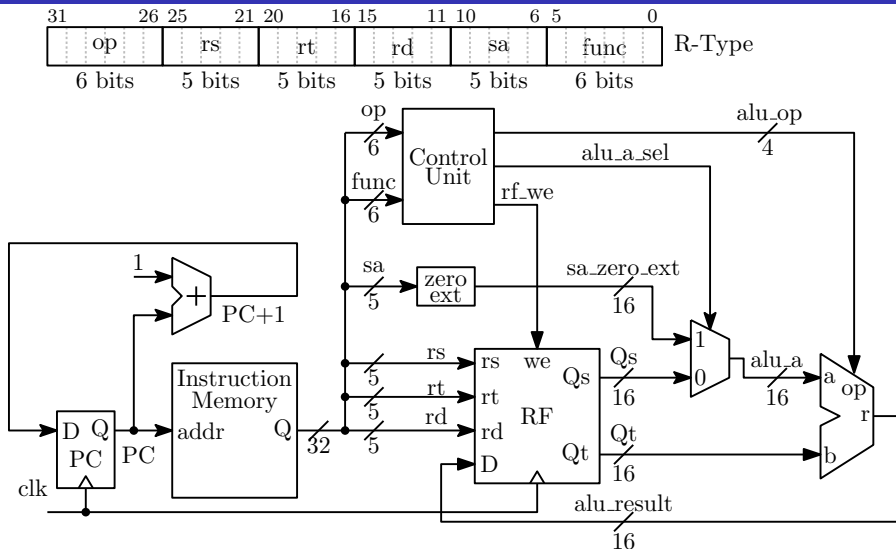 31 26 25 21 20 16 15 11 10 6 5 0
op rs rt rd sa func R-Type
6 bits 5 bits 5 bits 5 bits 5 bits 6 bits
op
6
func
6
Control
Unit
alu_op
4
alu_a_sel
rf_we
sa
5
zero
ext
sa_zero_ext
16
1
+
PC+1
Instruction
Memory
addr Q
32
D Q
PC
PC
clk
rs
5
rt
5
rd
5
rs we Qs
rt
RF
rd
D Qt
Qs
16
Qt
16
1
0
alu_a
16
a op
r
b
alu_result
16